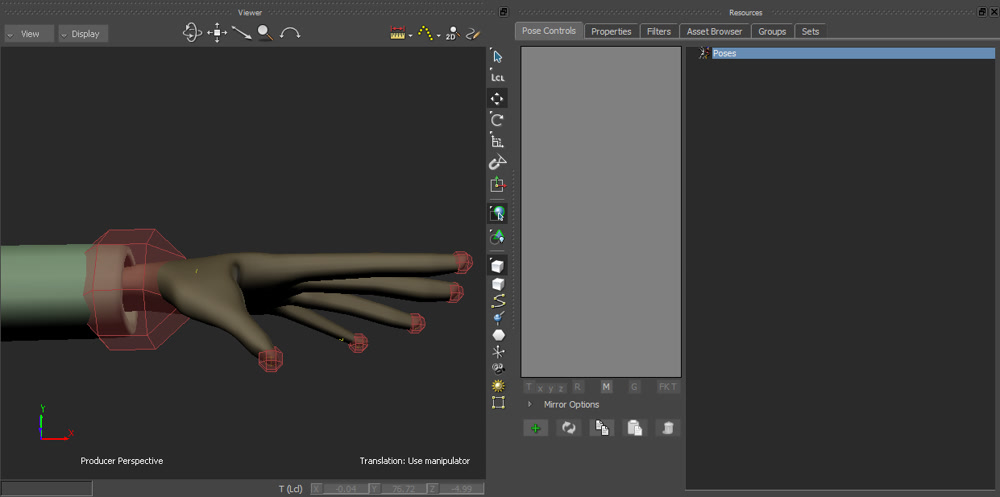 Viewer
Resources
View
Display
2D
Pose Controls
Properties
Filters
Asset Browser
Groups
Sets
Poses
LCL
T x y z R M G FKT
Mirror Options
Y
X
Producer Perspective
Translation: Use manipulator
T (Lcl) X -0.04 Y 76.72 Z -4.99